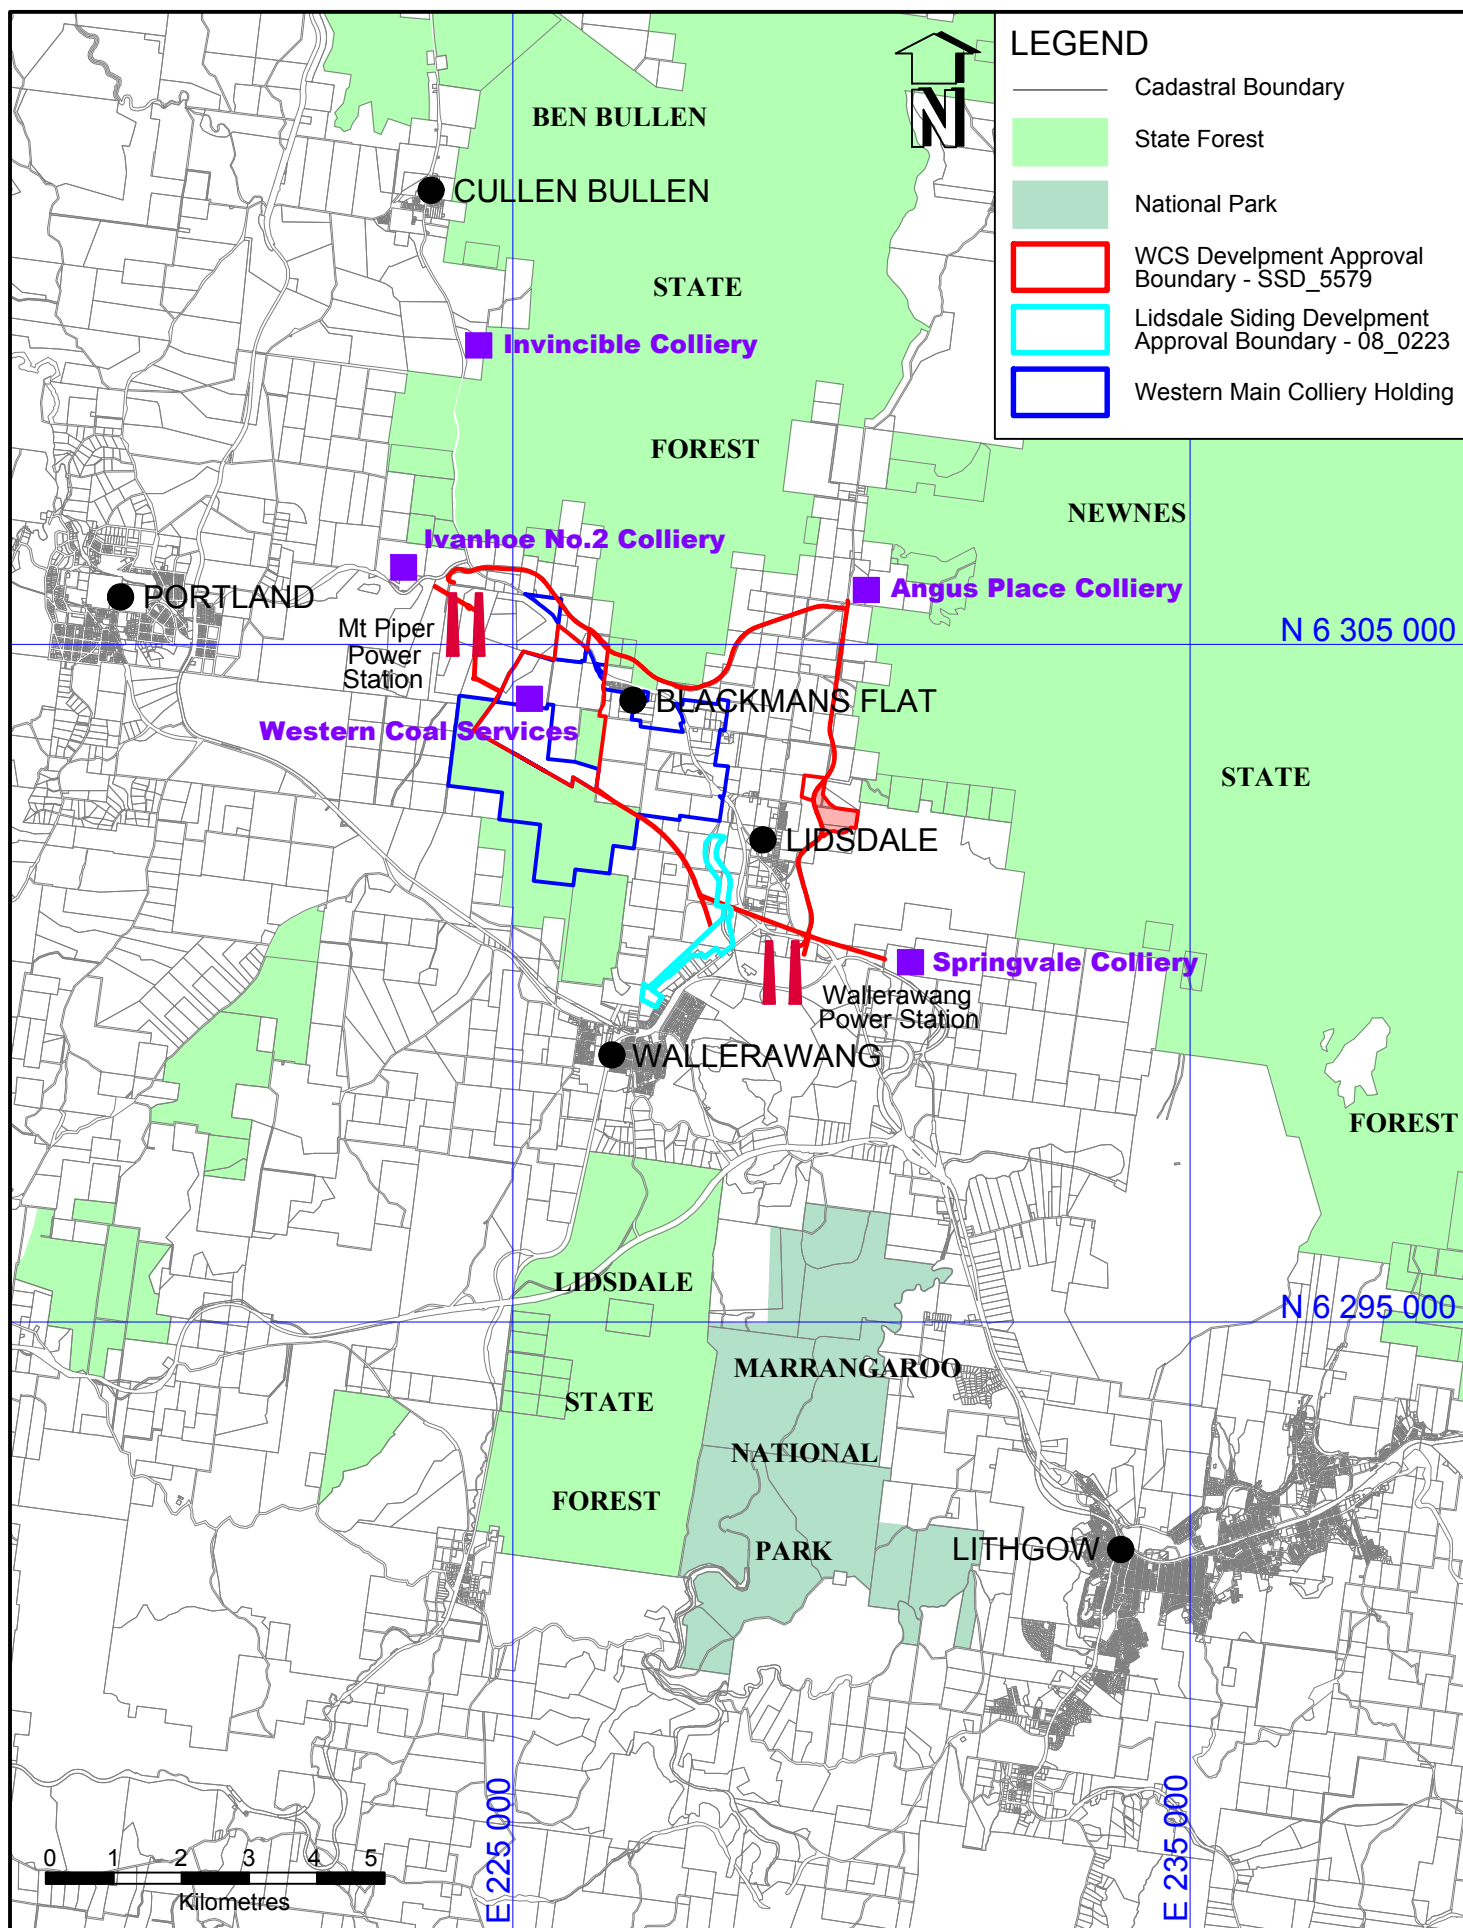 LEGEND
Cadastral Boundary
State Forest
National Park
WCS Develpment Approval
Boundary - SSD_5579
Lidsdale Siding Develpment
Approval Boundary - 08_0223
Western Main Colliery Holding
N
BEN BULLEN
CULLEN BULLEN
STATE
Invincible Colliery
FOREST
NEWNES
Ivanhoe No.2 Colliery
Angus Place Colliery
PORTLAND
Mt Piper
Power
Station
N 6 305 000
BLACKMANS FLAT
Western Coal Services
STATE
LIDSDALE
Springvale Colliery
Wallerawang
Power Station
WALLERAWANG
FOREST
LIDSDALE
N 6 295 000
MARRANGAROO
STATE
NATIONAL
FOREST
PARK
LITHGOW
E 225 000
E 235 000
0 1 2 3 4 5
Kilometres